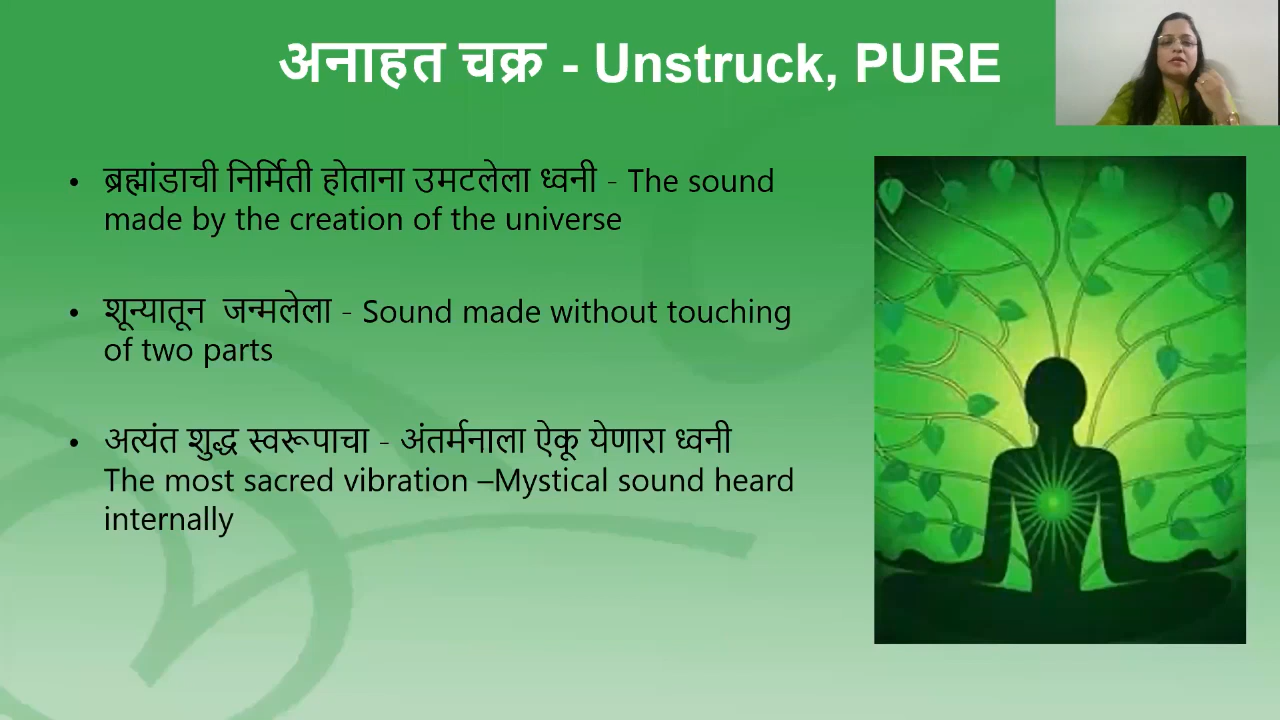 अनाहत चक्र - Unstruck, PURE
• ब्रह्मांडाची निर्मिती होताना उमटलेला ध्वनी - The sound
made by the creation of the universe
• शून्यातून जन्मलेला - Sound made without touching
of two parts
• अत्यंत शुद्ध स्वरूपाचा - अंतर्मनाला ऐकू येणारा ध्वनी
The most sacred vibration –Mystical sound heard
internally